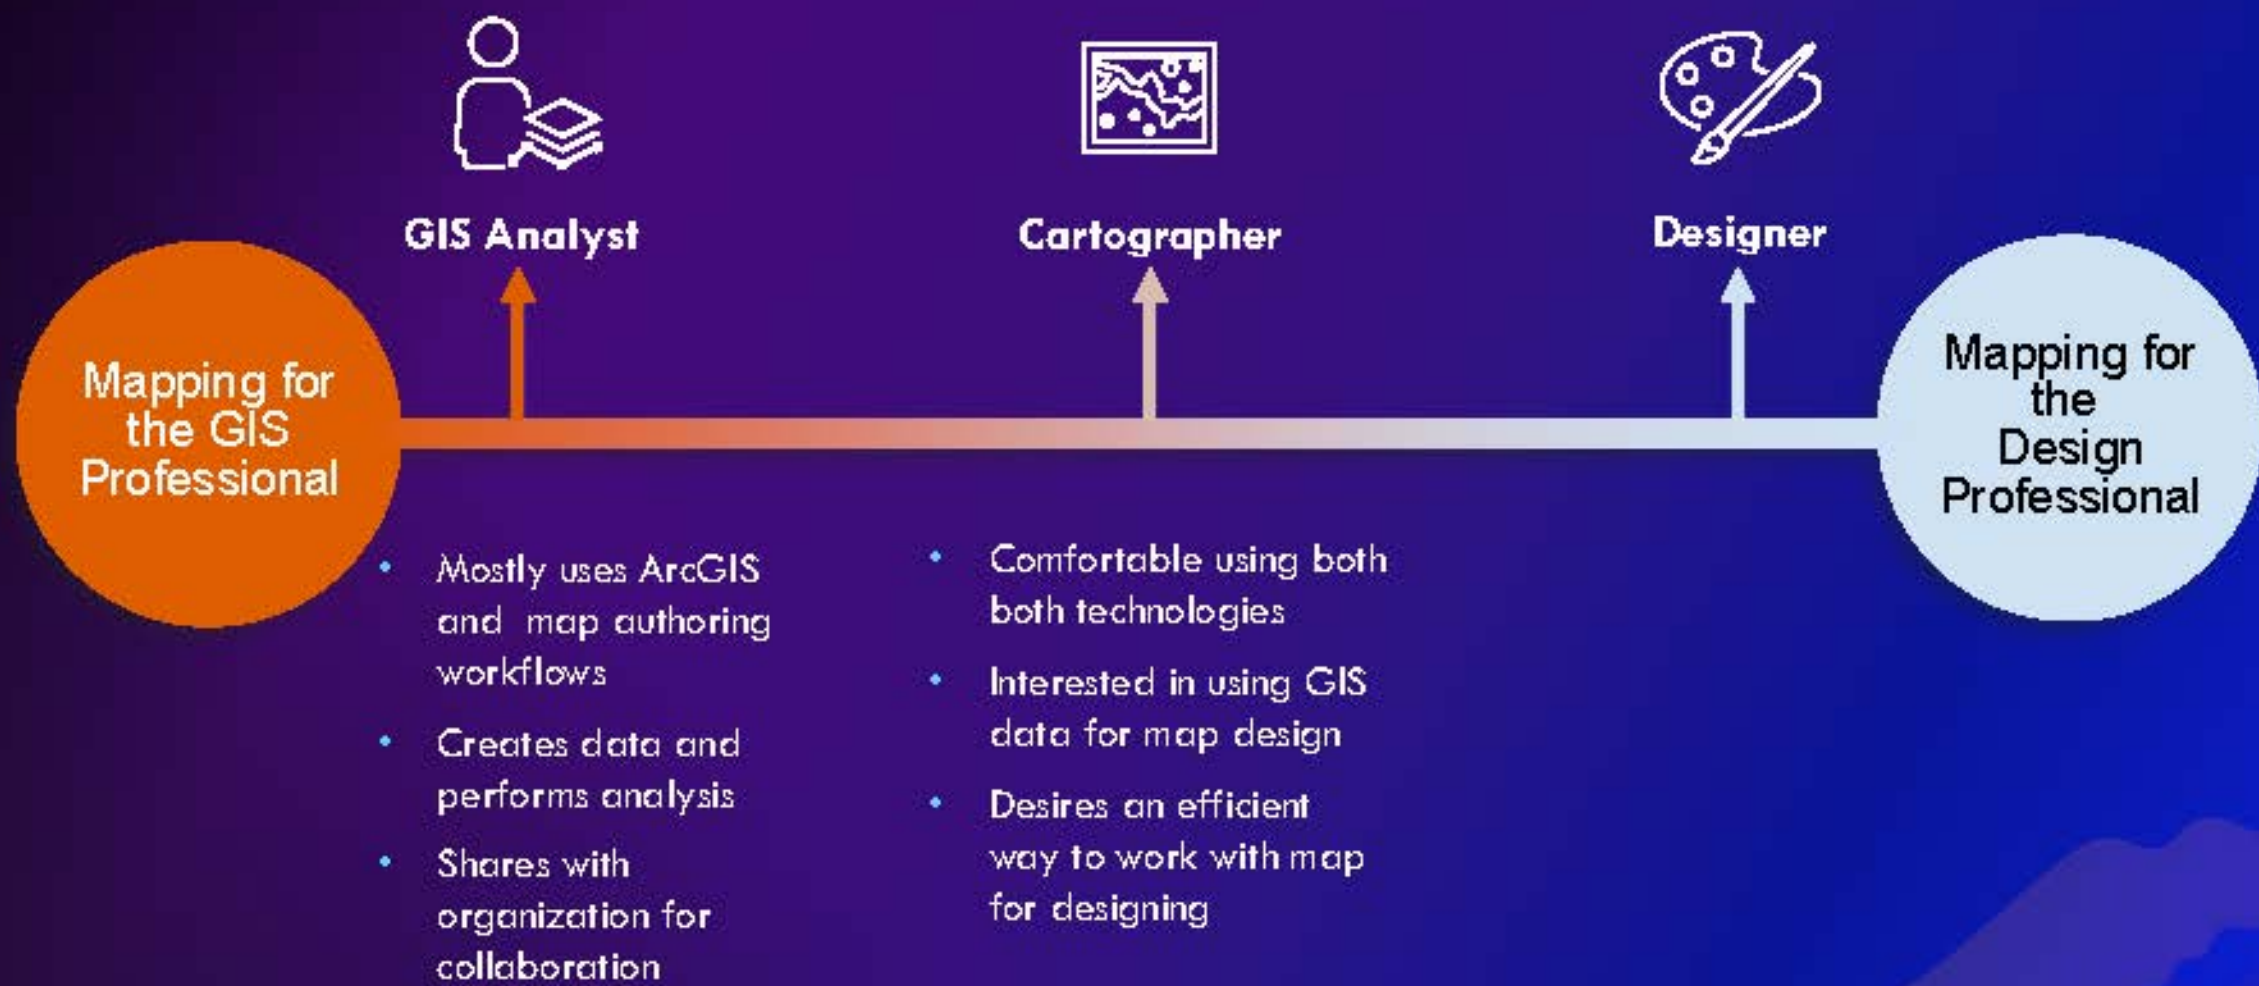 GIS Analyst
Cartographer
Designer
Mapping for
the GIS
Professional
Mapping for
the
Design
Professional
• Mostly uses ArcGIS
and map authoring
workflows
• Creates data and
performs analysis
• Shares with
organization for
collaboration
• Comfortable using both
both technologies
• Interested in using GIS
data for map design
• Desires an efficient
way to work with map
for designing